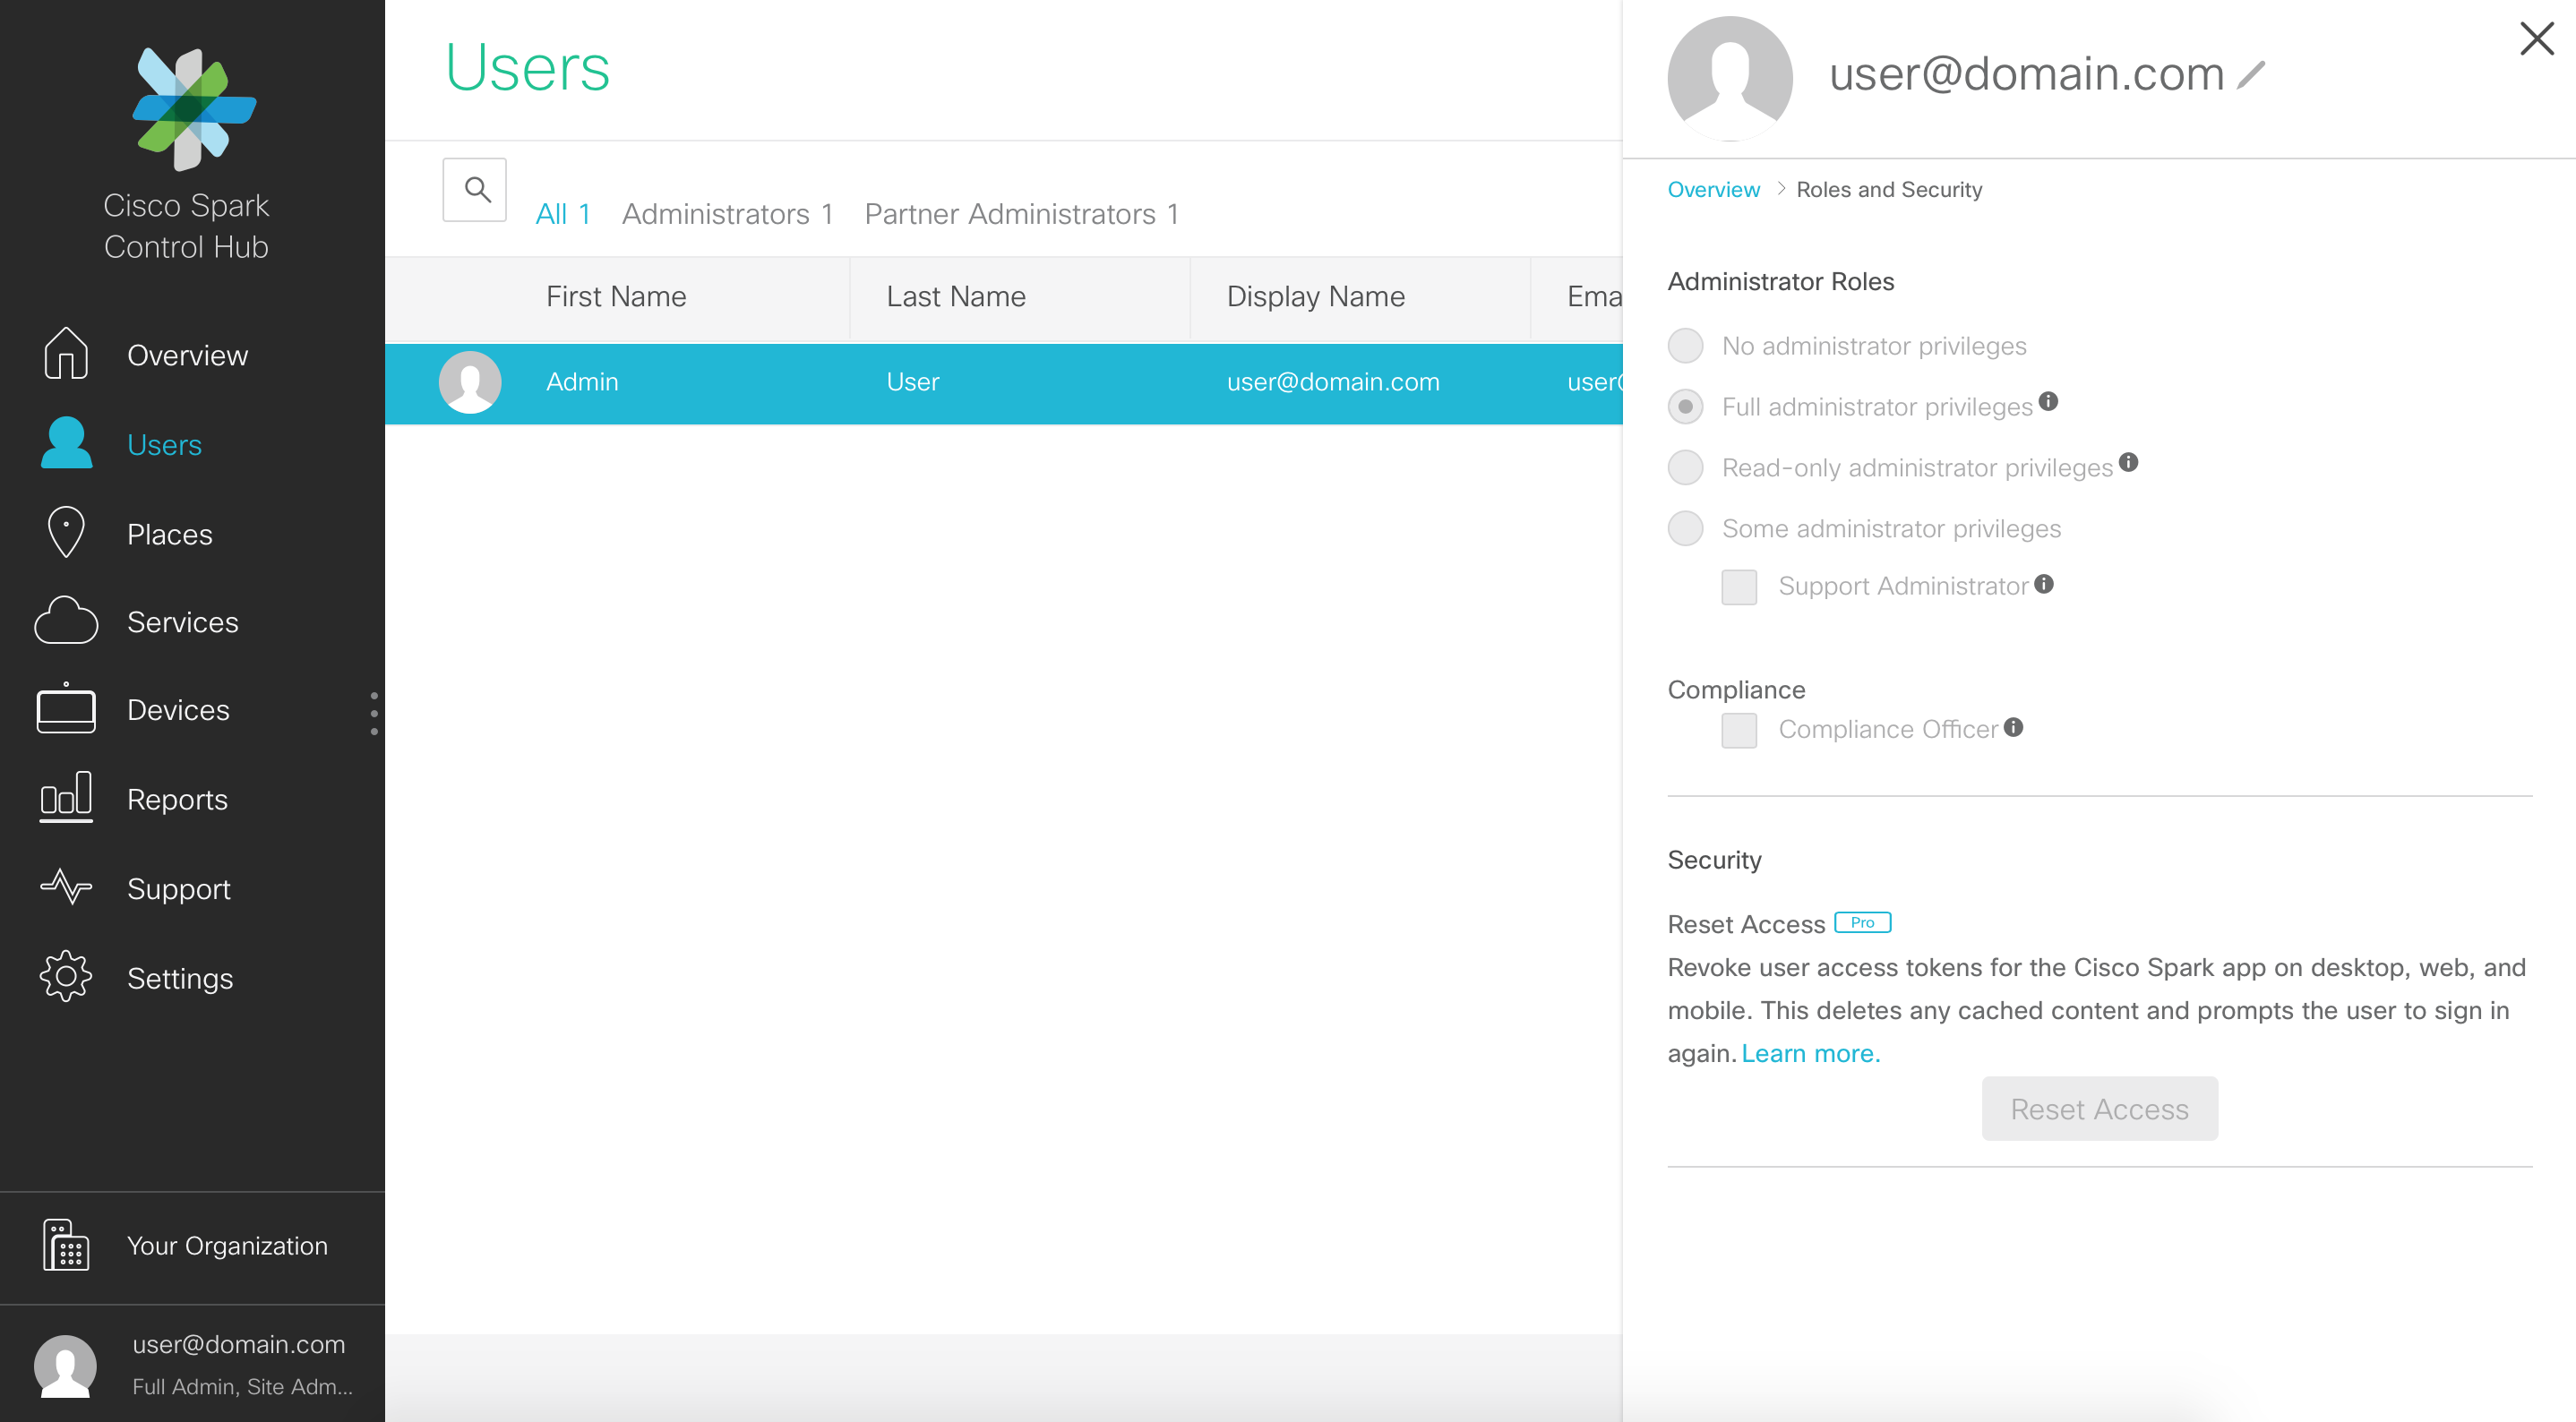 Cisco Spark
Control Hub
Overview
Users
Places
Services
Devices
Reports
Support
Settings
Your Organization
user@domain.com
Full Admin, Site Adm...
Users
All 1 Administrators 1 Partner Administrators 1
First Name Last Name Display Name Ema
Admin User user@domain.com user@
user@domain.com
Overview > Roles and Security
Administrator Roles
No administrator privileges
Full administrator privileges
Read-only administrator privileges
Some administrator privileges
Support Administrator
Compliance
Compliance Officer
Security
Reset Access Pro
Revoke user access tokens for the Cisco Spark app on desktop, web, and
mobile. This deletes any cached content and prompts the user to sign in
again. Learn more.
Reset Access